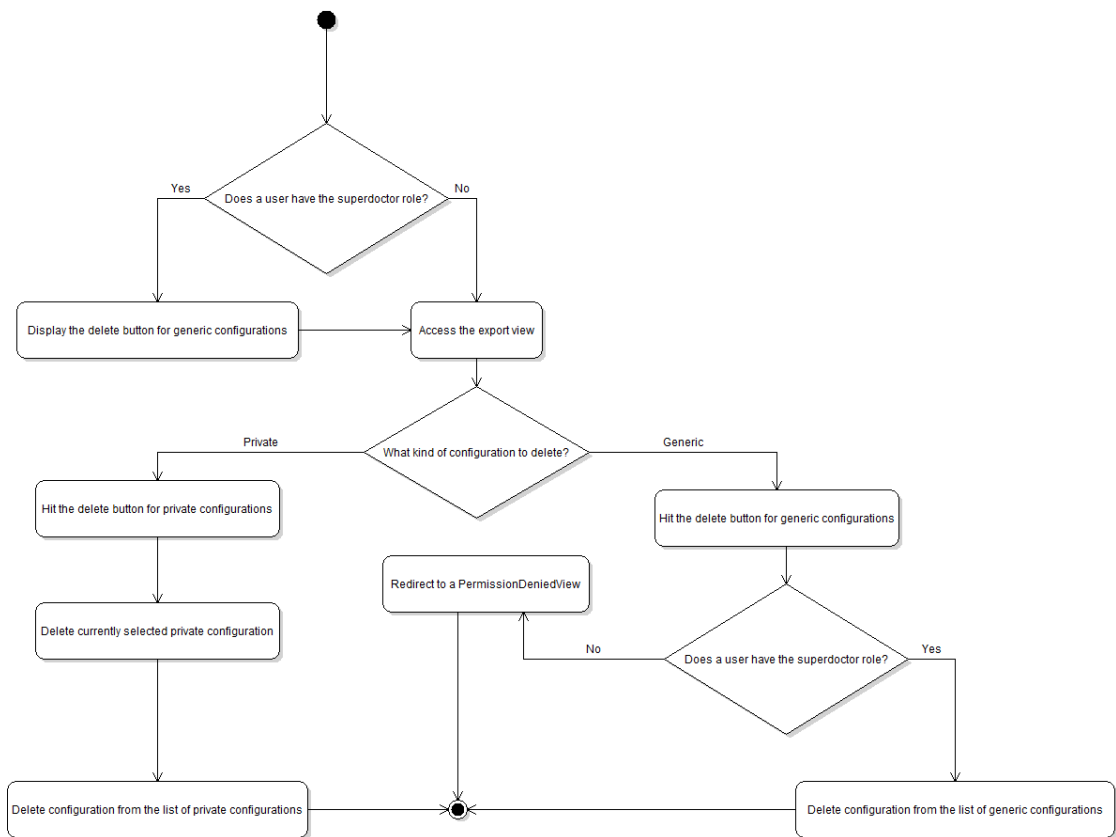 Does a user have the superdoctor role?
Yes
No
Display the delete button for generic configurations
Access the export view
What kind of configuration to delete?
Private
Generic
Hit the delete button for private configurations
Hit the delete button for generic configurations
Redirect to a PermissionDeniedView
Delete currently selected private configuration
Does a user have the superdoctor role?
No
Yes
Delete configuration from the list of private configurations
Delete configuration from the list of generic configurations